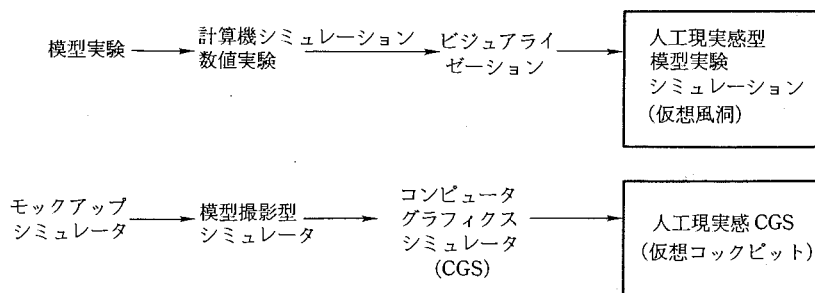 模型実験
計算機シミュレーション
数値実験
ビジュアライ
ゼーション
人工現実感型
模型実験
シミュレーション
(仮想風洞)
モックアップ
シミュレータ
模型撮影型
シミュレータ
コンピュータ
グラフィクス
シミュレータ
(CGS)
人工現実感 CGS
(仮想コックピット)